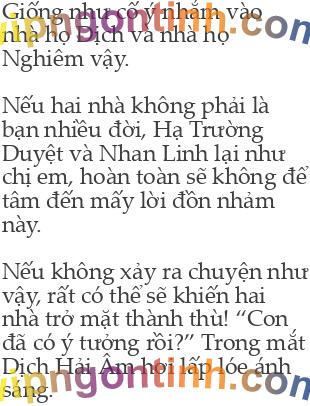 Giống như cố ý nhắm vào
nhà họ Dịch và nhà họ
Nghiêm vậy.
Nếu hai nhà không phải là
bạn nhiều đời, Hạ Trường
Duyệt và Nhan Linh lại như
chị em, hoàn toàn sẽ không để
tâm đến mấy lời đồn nhảm
này.
Nếu không xảy ra chuyện như
vậy, rất có thể sẽ khiến hai
nhà trở mặt thành thù! “Con
đã có ý tưởng rồi?” Trong mắt
Dịch Hải Âm hơi lấp lóe ánh
sáng.
vipngontinh.com
vipngontinh.com